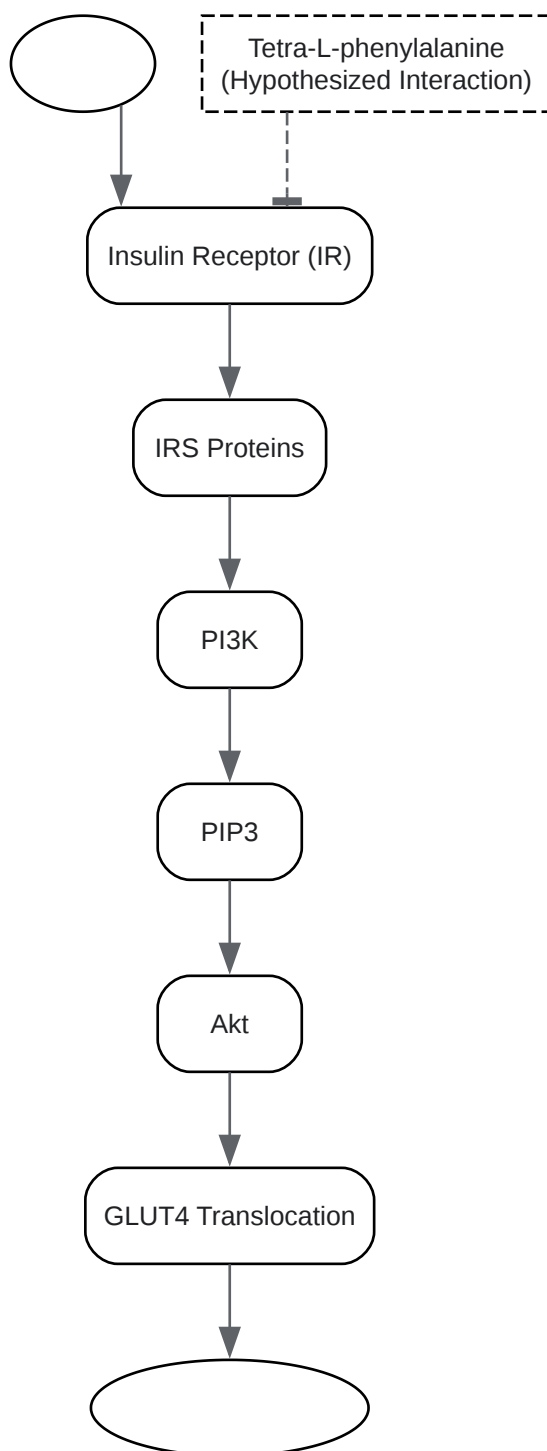 Tetra-L-phenylalanine
(Hypothesized Interaction)
Insulin Receptor (IR)
IRS Proteins
PI3K
PIP3
Akt
GLUT4 Translocation